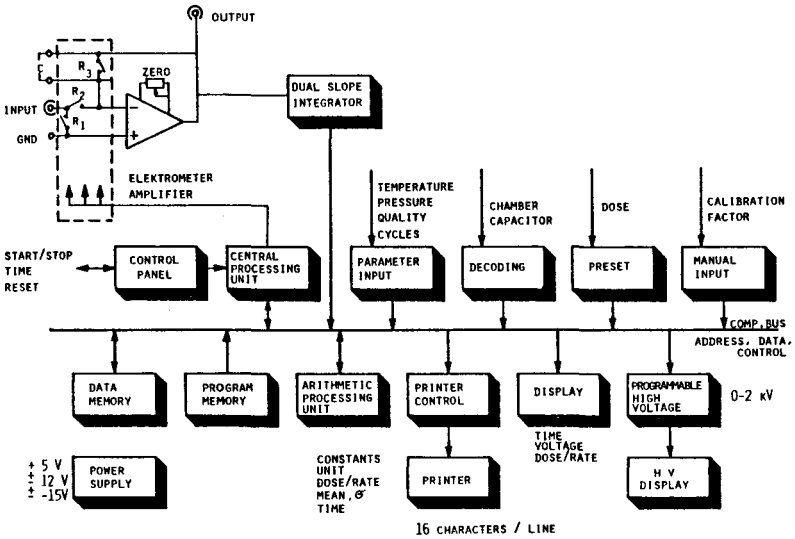 OUTPUT
C
R3
ZERO
R2
INPUT
R1
GND
-
+
DUAL SLOPE
INTEGRATOR
ELEKTROMETER
AMPLIFIER
TEMPERATURE
PRESSURE
QUALITY
CYCLES
CHAMBER
CAPACITOR
DOSE
CALIBRATION
FACTOR
START/STOP
TIME
RESET
CONTROL
PANEL
CENTRAL
PROCESSING
UNIT
PARAMETER
INPUT
DECODING
PRESET
MANUAL
INPUT
COMP.BUS
ADDRESS, DATA,
CONTROL
DATA
MEMORY
PROGRAM
MEMORY
ARITHMETIC
PROCESSING
UNIT
PRINTER
CONTROL
DISPLAY
PROGRAMMABLE
HIGH
VOLTAGE
0-2 kV
TIME
VOLTAGE
DOSE/RATE
+ 5 V
± 12 V
± -15V
POWER
SUPPLY
CONSTANTS
UNIT
DOSE/RATE
MEAN, σ
TIME
PRINTER
H V
DISPLAY
16 CHARACTERS / LINE